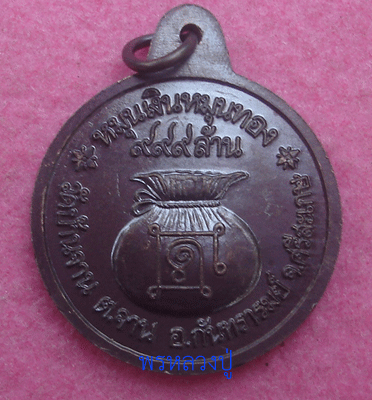 หมุนเงินหมุนทอง
๙๙๙ล้าน
วัดบ้านจาน ต.จาน อ.กันทรารมย์ จ.ศรีสะเกษ
พรหลวงปู่